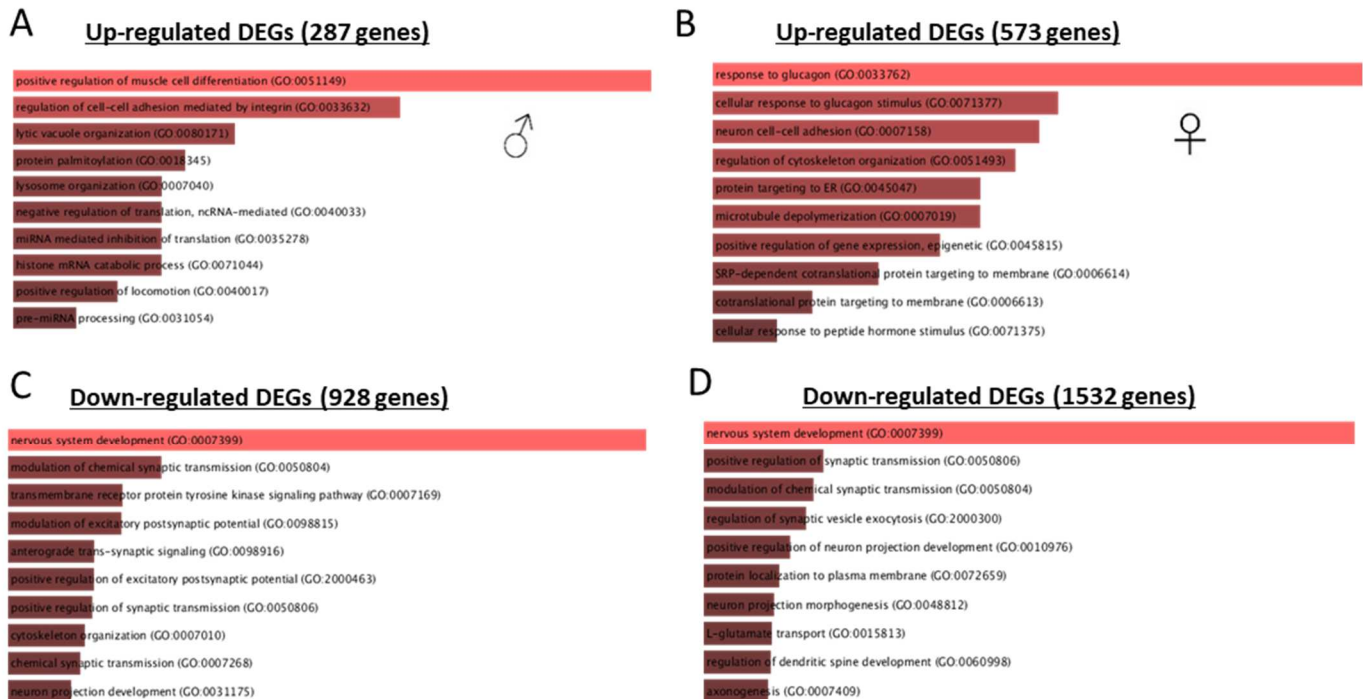 A
Up-regulated DEGs (287 genes)
positive regulation of muscle cell differentiation (GO:0051149)
regulation of cell-cell adhesion mediated by integrin (GO:0033632)
lytic vacuole organization (GO:0080171)
protein palmitoylation (GO:0018345)
lysosome organization (GO:0007040)
negative regulation of translation, ncRNA-mediated (GO:0040033)
miRNA mediated inhibition of translation (GO:0035278)
histone mRNA catabolic process (GO:0071044)
positive regulation of locomotion (GO:0040017)
pre-miRNA processing (GO:0031054)
B
Up-regulated DEGs (573 genes)
response to glucagon (GO:0033762)
cellular response to glucagon stimulus (GO:0071377)
neuron cell-cell adhesion (GO:0007158)
regulation of cytoskeleton organization (GO:0051493)
protein targeting to ER (GO:0045047)
microtubule depolymerization (GO:0007019)
positive regulation of gene expression, epigenetic (GO:0045815)
SRP-dependent cotranslational protein targeting to membrane (GO:0006614)
cotranslational protein targeting to membrane (GO:0006613)
cellular response to peptide hormone stimulus (GO:0071375)
C
Down-regulated DEGs (928 genes)
nervous system development (GO:0007399)
modulation of chemical synaptic transmission (GO:0050804)
transmembrane receptor protein tyrosine kinase signaling pathway (GO:0007169)
modulation of excitatory postsynaptic potential (GO:0098815)
anterograde trans-synaptic signaling (GO:0098916)
positive regulation of excitatory postsynaptic potential (GO:2000463)
positive regulation of synaptic transmission (GO:0050806)
cytoskeleton organization (GO:0007010)
chemical synaptic transmission (GO:0007268)
neuron projection development (GO:0031175)
D
Down-regulated DEGs (1532 genes)
nervous system development (GO:0007399)
positive regulation of synaptic transmission (GO:0050806)
modulation of chemical synaptic transmission (GO:0050804)
regulation of synaptic vesicle exocytosis (GO:2000300)
positive regulation of neuron projection development (GO:0010976)
protein localization to plasma membrane (GO:0072659)
neuron projection morphogenesis (GO:0048812)
L-glutamate transport (GO:0015813)
regulation of dendritic spine development (GO:0060998)
axonogenesis (GO:0007409)